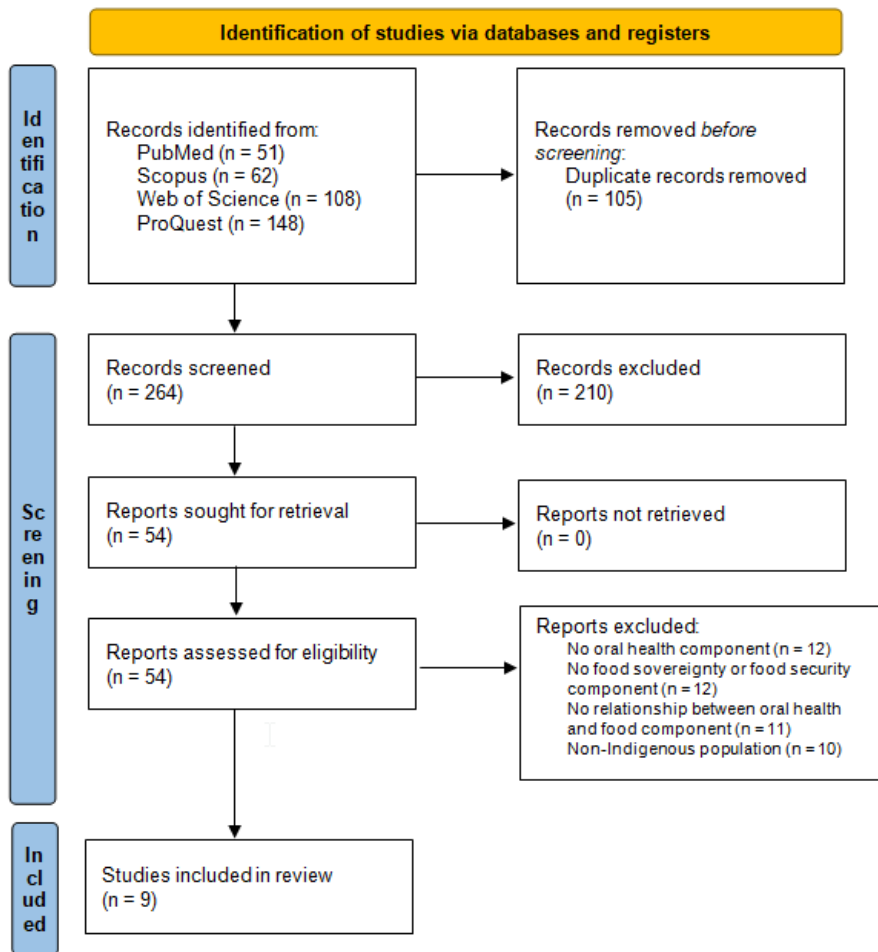 Identification of studies via databases and registers
Id
en
tifi
ca
tio
n
Records identified from:
PubMed (n = 51)
Scopus (n = 62)
Web of Science (n = 108)
ProQuest (n = 148)
Records removed before
screening:
Duplicate records removed
(n = 105)
Sc
re
en
in
g
Records screened
(n = 264)
Records excluded
(n = 210)
Reports sought for retrieval
(n = 54)
Reports not retrieved
(n = 0)
Reports assessed for eligibility
(n = 54)
Reports excluded:
No oral health component (n = 12)
No food sovereignty or food security
component (n = 12)
No relationship between oral health
and food component (n = 11)
Non-Indigenous population (n = 10)
In
cl
ud
ed
Studies included in review
(n = 9)